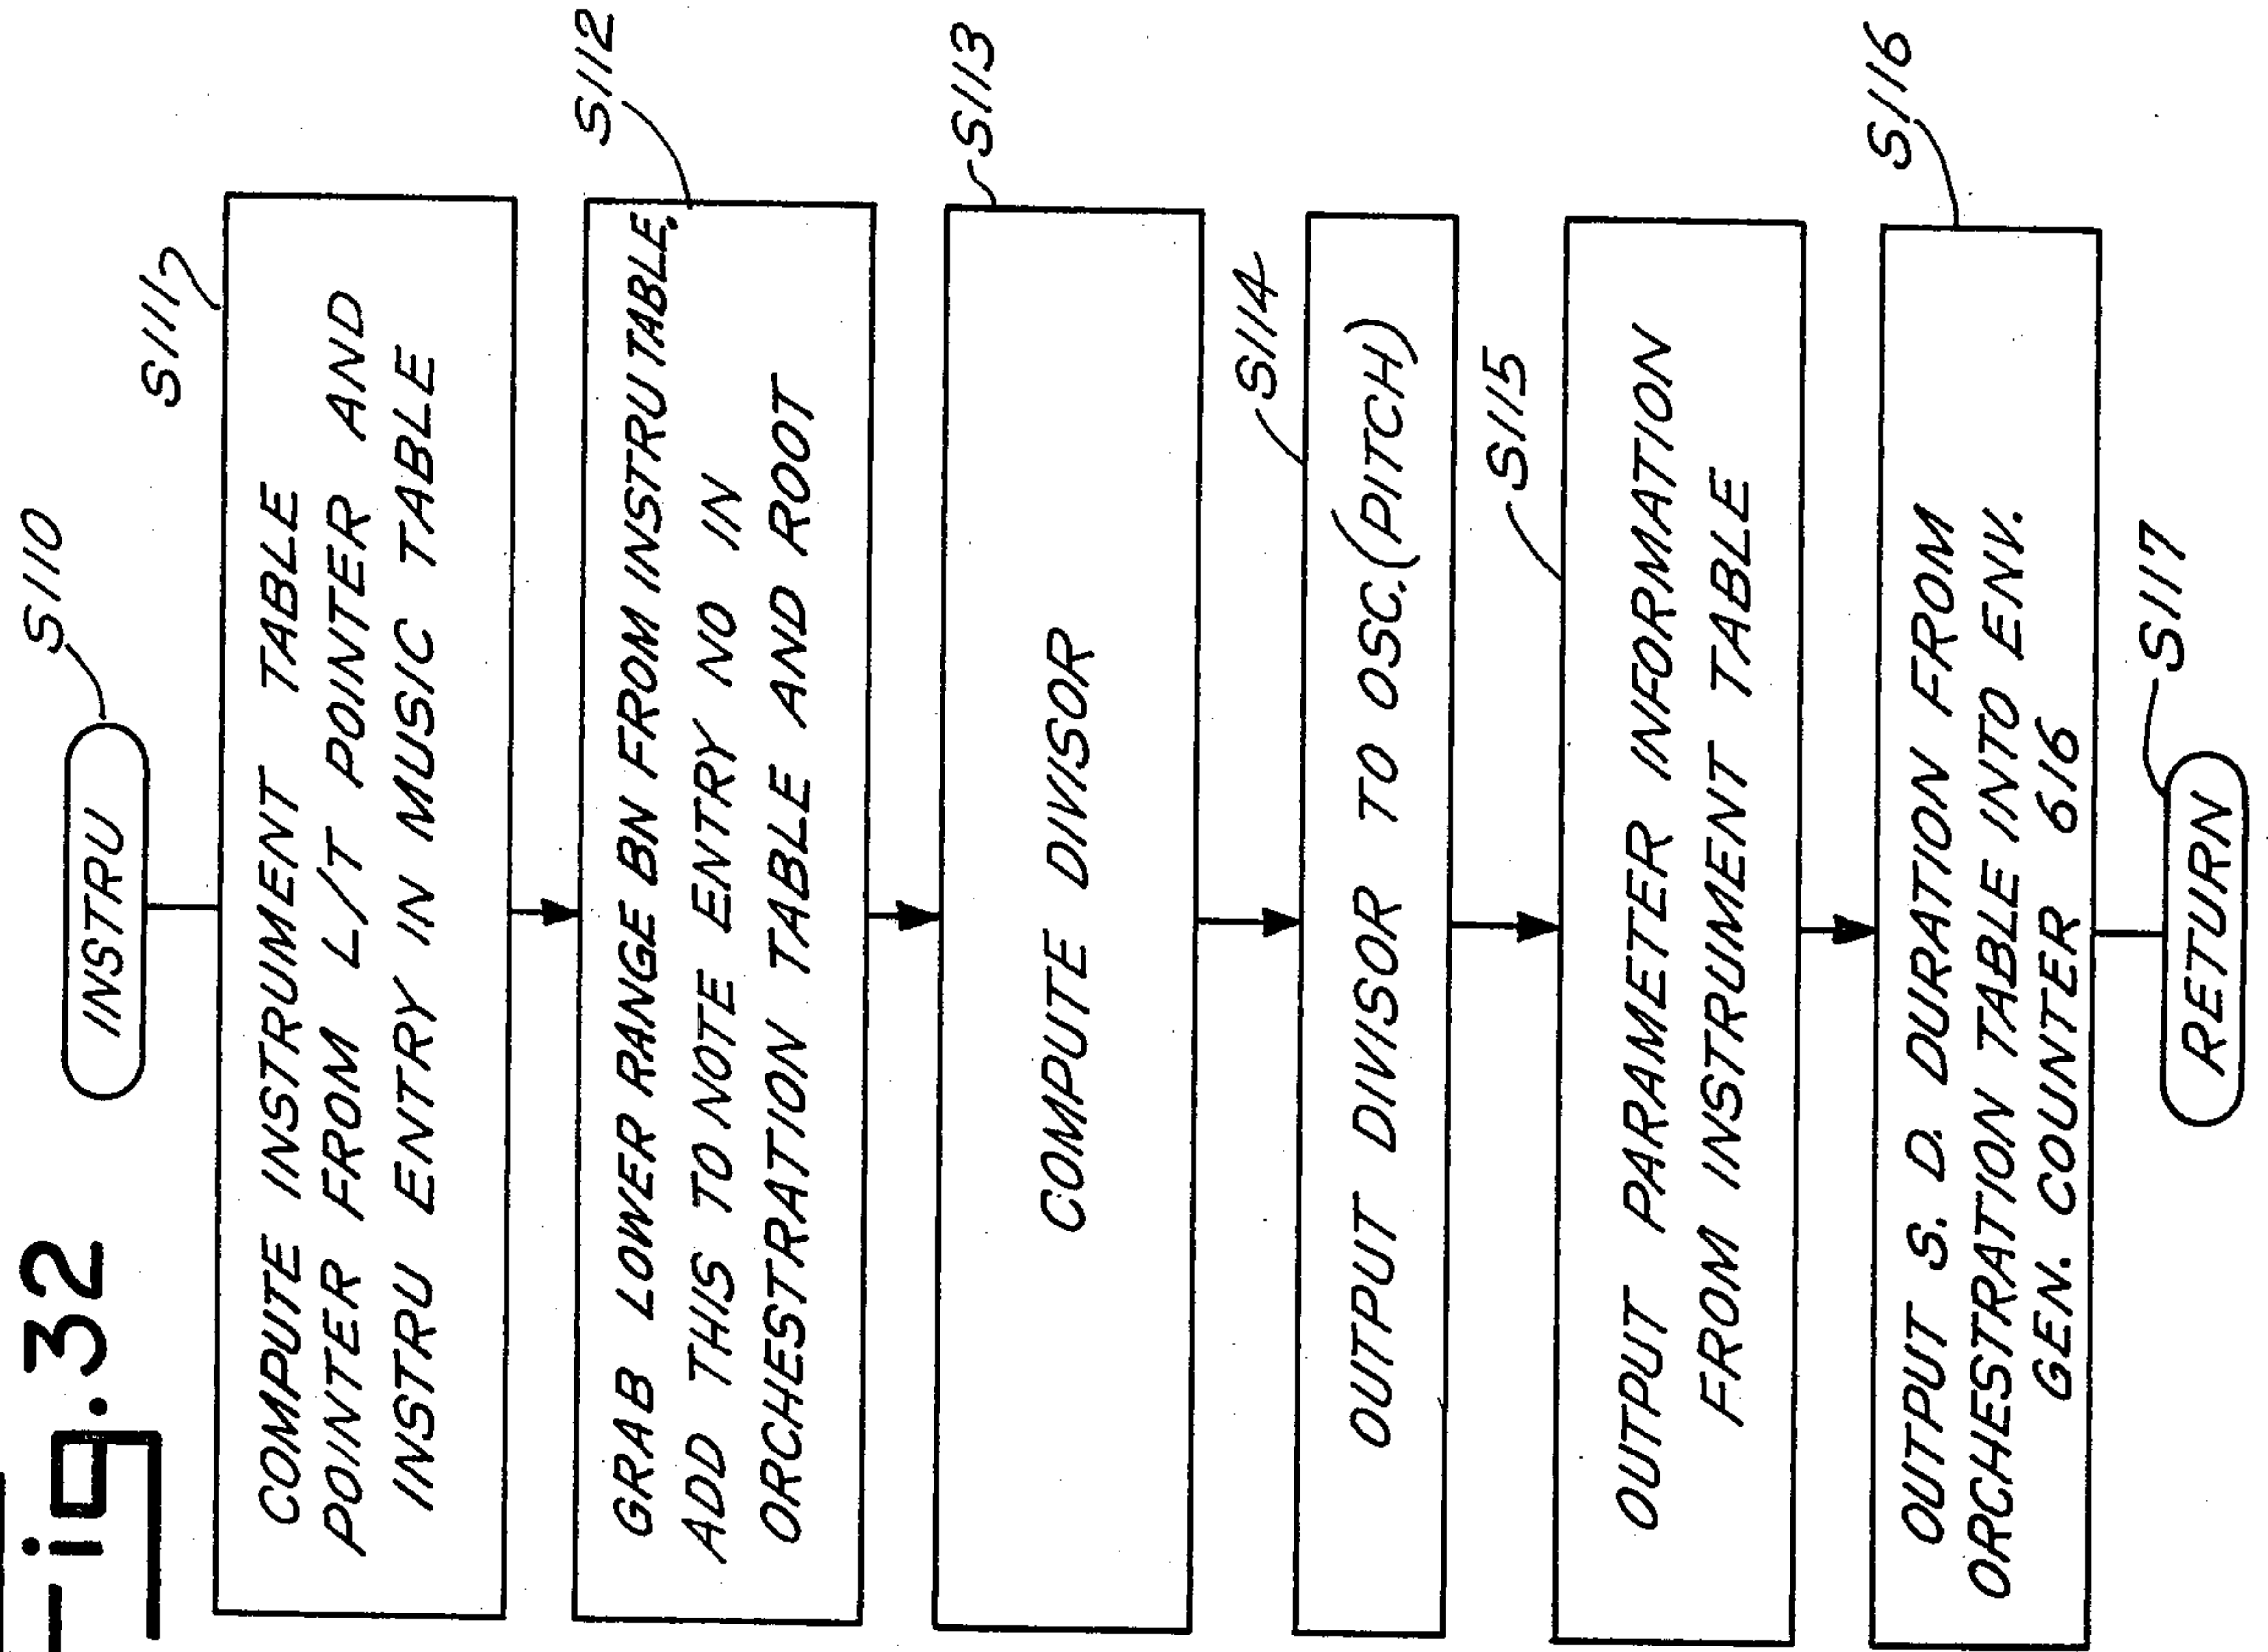 Fig. 32
INSTRU
S110
S111
COMPUTE INSTRUMENT TABLE
POINTER FROM L/T POINTER AND
INSTRU ENTRY IN MUSIC TABLE
S112
GRAB LOWER RANGE BN FROM INSTRU TABLE.
ADD THIS TO NOTE ENTRY NO IN
ORCHESTRATION TABLE AND ROOT
S113
COMPUTE DIVISOR
S114
OUTPUT DIVISOR TO OSC. (PITCH)
S115
OUTPUT PARAMETER INFORMATION
FROM INSTRUMENT TABLE
S116
OUTPUT S. D. DURATION FROM
ORCHESTRATION TABLE INTO ENV.
GEN. COUNTER 616
S117
RETURN